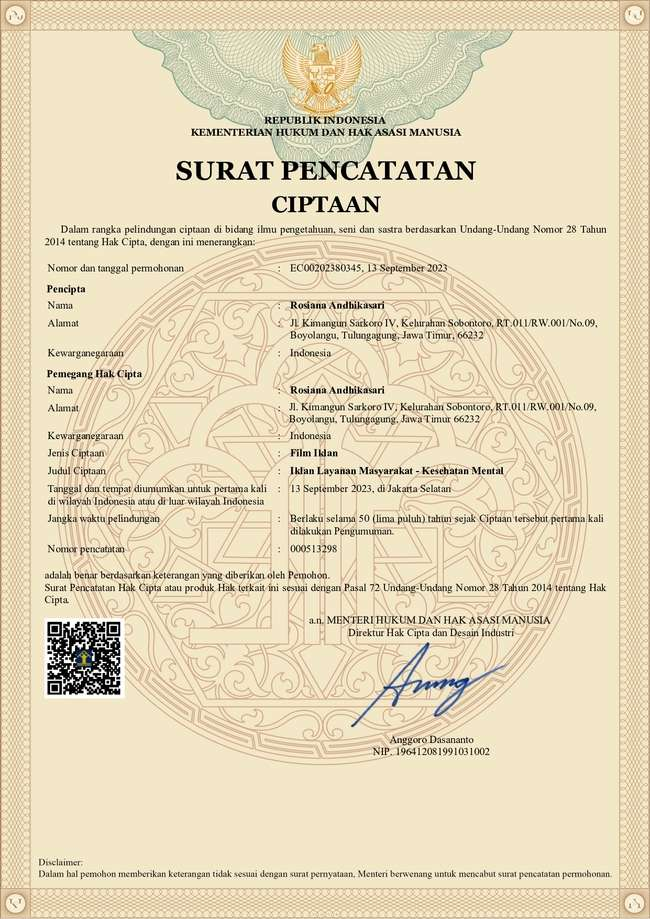 REPUBLIK INDONESIA
KEMENTERIAN HUKUM DAN HAK ASASI MANUSIA
SURAT PENCATATAN
CIPTAAN
Dalam rangka pelindungan ciptaan di bidang ilmu pengetahuan, seni dan sastra berdasarkan Undang-Undang Nomor 28 Tahun
2014 tentang Hak Cipta, dengan ini menerangkan:
Nomor dan tanggal permohonan : EC00202380345, 13 September 2023
Pencipta
Nama : Rosiana Andhikasari
Alamat : Jl. Kimangun Sarkoro IV, Kelurahan Sobontoro, RT.011/RW.001/No.09,
Boyolangu, Tulungagung, Jawa Timur, 66232
Kewarganegaraan : Indonesia
Pemegang Hak Cipta
Nama : Rosiana Andhikasari
Alamat : Jl. Kimangun Sarkoro IV, Kelurahan Sobontoro, RT.011/RW.001/No.09,
Boyolangu, Tulungagung, Jawa Timur 66232
Kewarganegaraan : Indonesia
Jenis Ciptaan : Film Iklan
Judul Ciptaan : Iklan Layanan Masyarakat - Kesehatan Mental
Tanggal dan tempat diumumkan untuk pertama kali : 13 September 2023, di Jakarta Selatan
di wilayah Indonesia atau di luar wilayah Indonesia
Jangka waktu pelindungan : Berlaku selama 50 (lima puluh) tahun sejak Ciptaan tersebut pertama kali
dilakukan Pengumuman.
Nomor pencatatan : 000513298
adalah benar berdasarkan keterangan yang diberikan oleh Pemohon.
Surat Pencatatan Hak Cipta atau produk Hak terkait ini sesuai dengan Pasal 72 Undang-Undang Nomor 28 Tahun 2014 tentang Hak
Cipta.
a.n. MENTERI HUKUM DAN HAK ASASI MANUSIA
Direktur Hak Cipta dan Desain Industri
Anggoro Dasananto
NIP. 196412081991031002
Disclaimer:
Dalam hal pemohon memberikan keterangan tidak sesuai dengan surat pernyataan, Menteri berwenang untuk mencabut surat pencatatan permohonan.